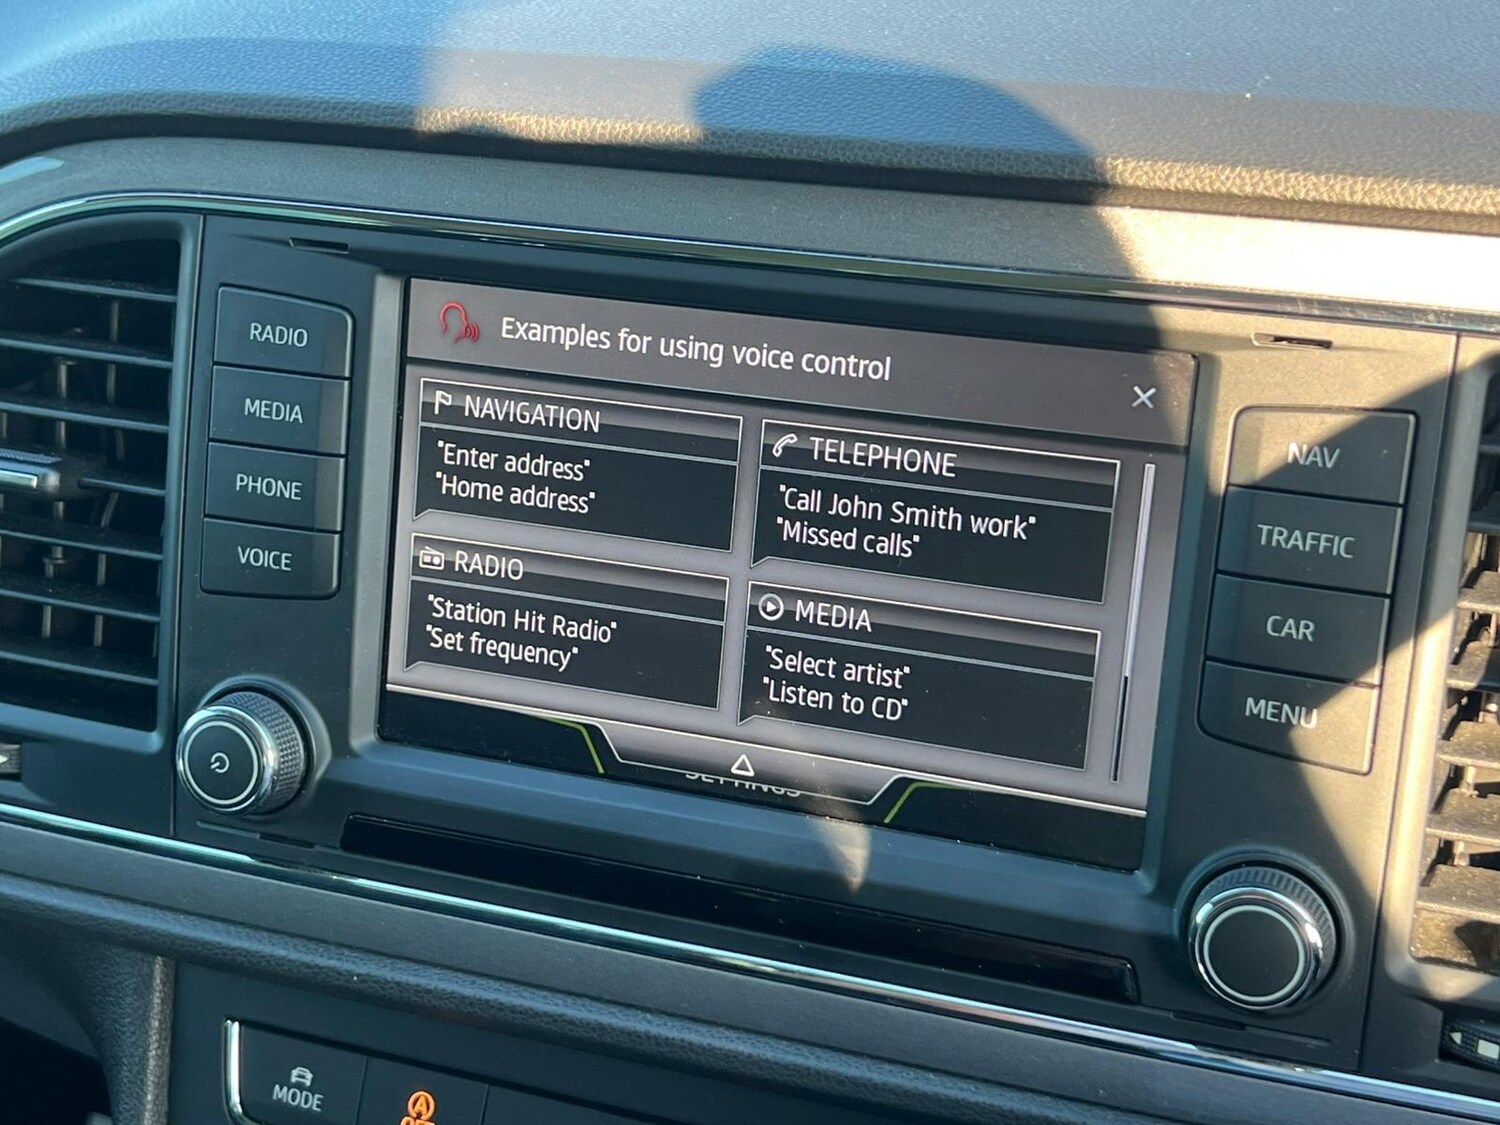 Examples for using voice control
NAVIGATION
"Enter address"
"Home address"
TELEPHONE
"Call John Smith work"
"Missed calls"
RADIO
"Station Hit Radio"
"Set frequency"
MEDIA
"Select artist"
"Listen to CD"
SETTINGS
RADIO
MEDIA
PHONE
VOICE
NAV
TRAFFIC
CAR
MENU
MODE
A